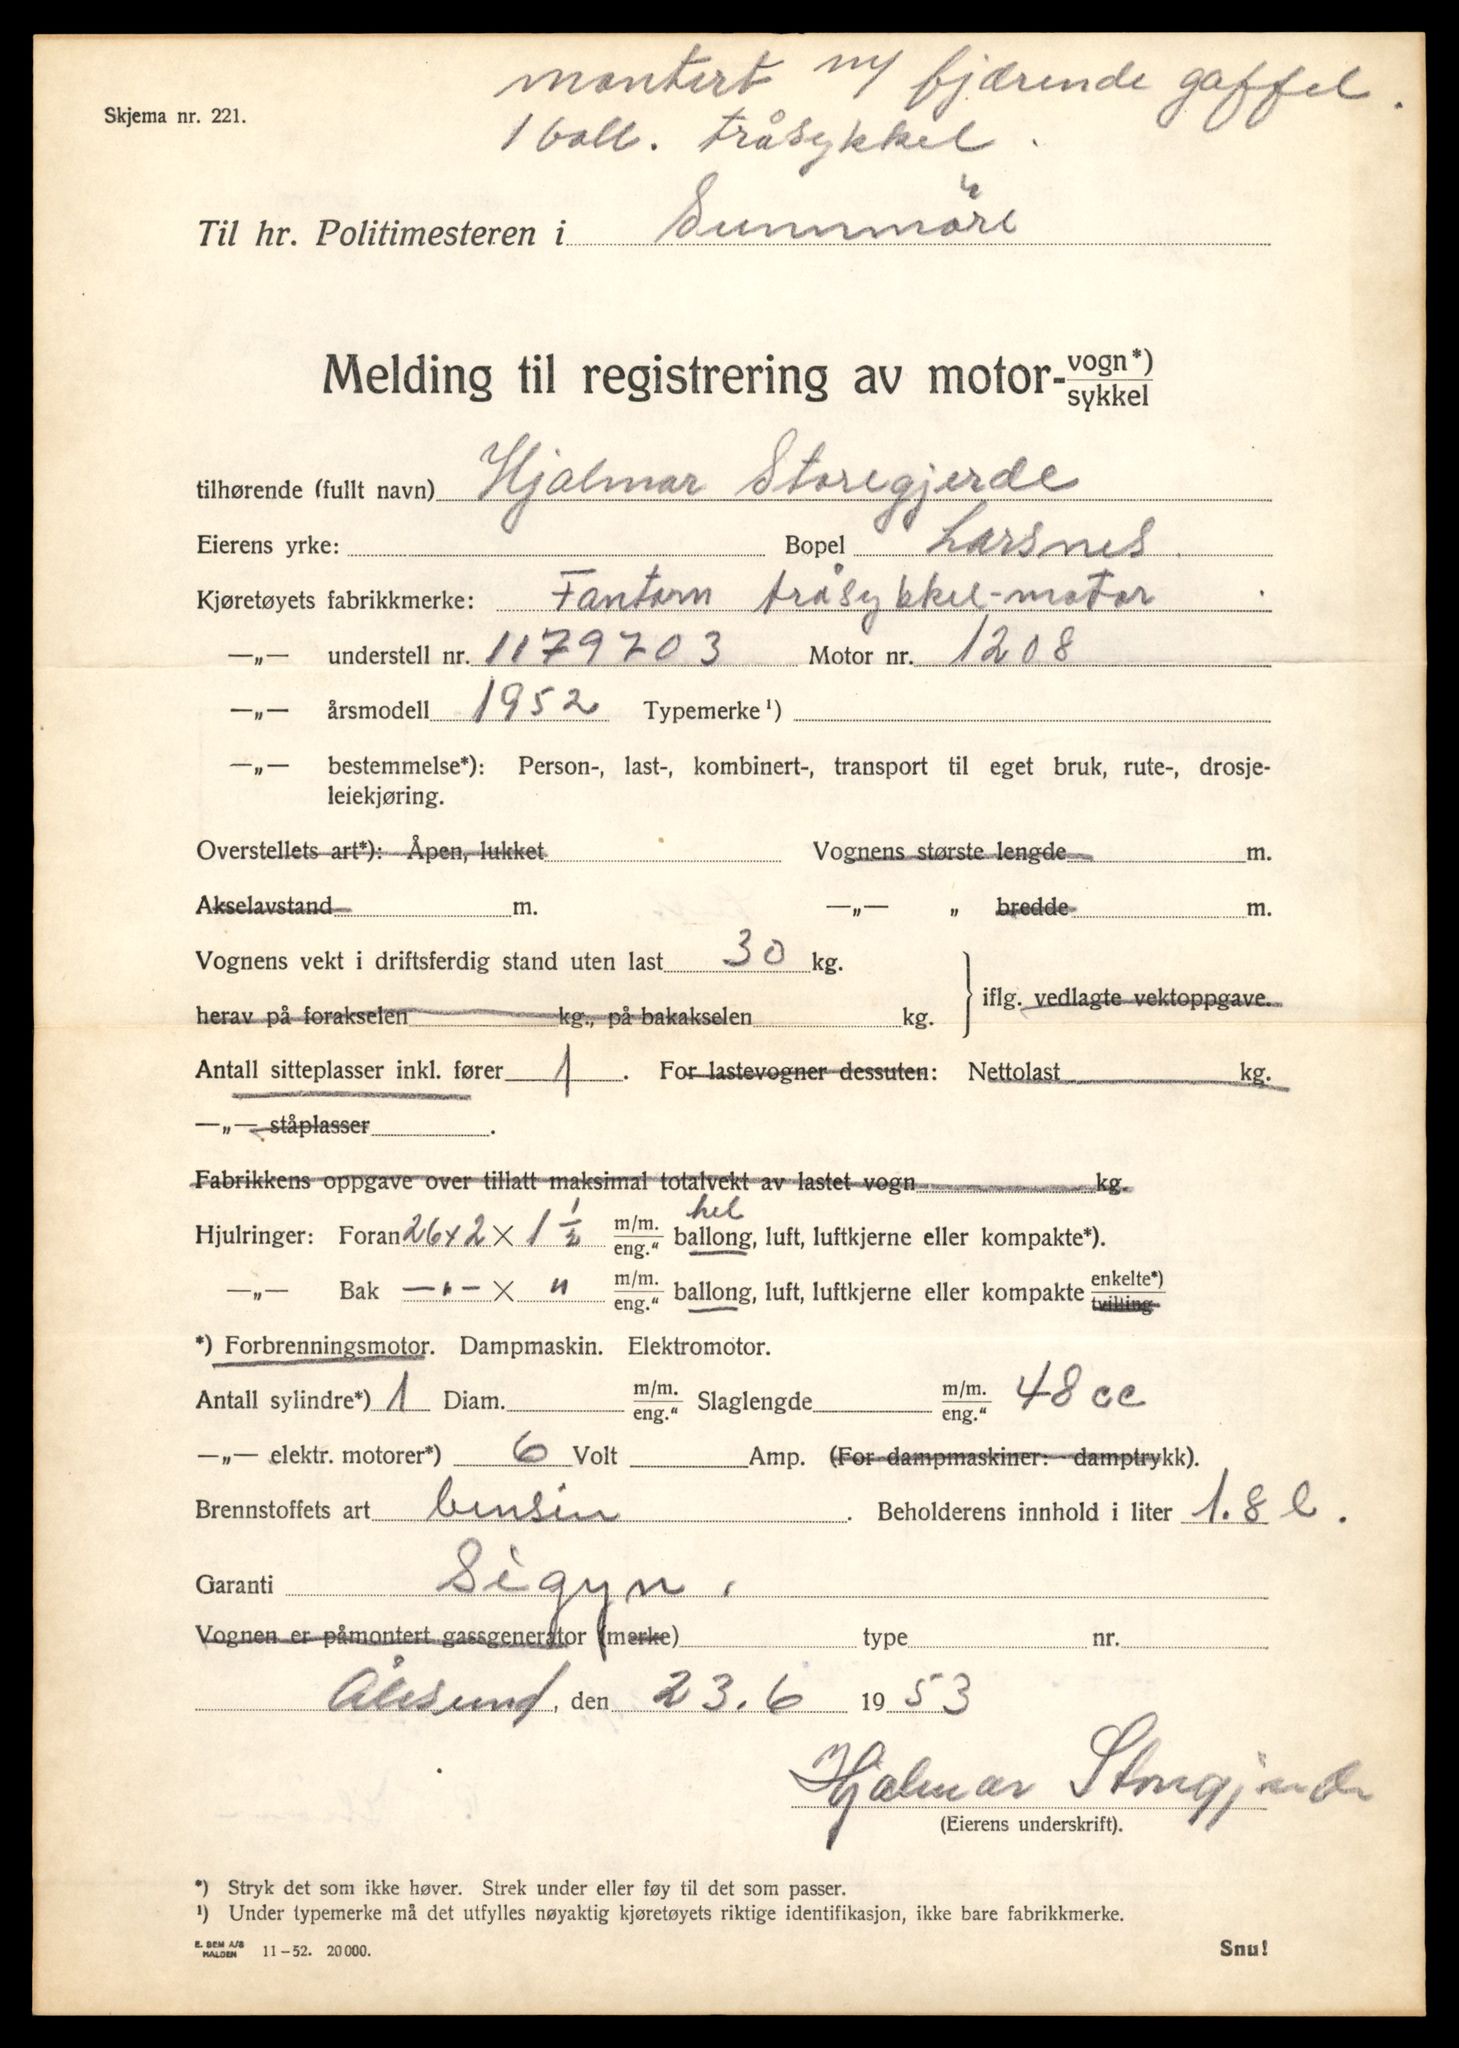 montert ny fjærende gaffel.
1 ball. tråsykkel.
Skjema nr. 221.
Til hr. Politimesteren i Sunnmöre
Melding til registrering av motor- vogn*) / sykkel
tilhørende (fullt navn) Hjalmar Storegjerde
Eierens yrke: Bopel Larsnes.
Kjøretøyets fabrikkmerke: Fantom tråsykkel-motor.
—„— understell nr. 1179703 Motor nr. 1208
—„— årsmodell 1952 Typemerke ¹)
—„— bestemmelse*): Person-, last-, kombinert-, transport til eget bruk, rute-, drosje-
leiekjøring.
Overstellets art*): Åpen, lukket Vognens største lengde m.
Akselavstand m. —„— „ bredde m.
Vognens vekt i driftsferdig stand uten last 30 kg.
iflg. vedlagte vektoppgave.
herav på forakselen kg., på bakakselen kg.
Antall sitteplasser inkl. fører 1. For lastevogner dessuten: Nettolast kg.
—„— ståplasser .
Fabrikkens oppgave over tillatt maksimal totalvekt av lastet vogn kg.
hel
Hjulringer: Foran 26x2 × 1 1/2 m/m. / eng.“ ballong, luft, luftkjerne eller kompakte*).
—„— Bak —„— × " m/m. / eng.“ ballong, luft, luftkjerne eller kompakte enkelte*) / tvilling
*) Forbrenningsmotor. Dampmaskin. Elektromotor.
Antall sylindre*) 1 Diam. m/m. / eng.“ Slaglengde m/m. / eng.“ 48 cc
—„— elektr. motorer*) 6 Volt Amp. (For dampmaskiner: damptrykk).
Brennstoffets art bensin. Beholderens innhold i liter 1.8 l.
Garanti Sigyn.
Vognen er påmontert gassgenerator (merke) type nr.
Ålesund, den 23.6 1953
Hjalmar Storegjerde
(Eierens underskrift).
*) Stryk det som ikke høver. Strek under eller føy til det som passer.
¹) Under typemerke må det utfylles nøyaktig kjøretøyets riktige identifikasjon, ikke bare fabrikkmerke.
E. SEM A/S HALDEN 11-52. 20 000. Snu!